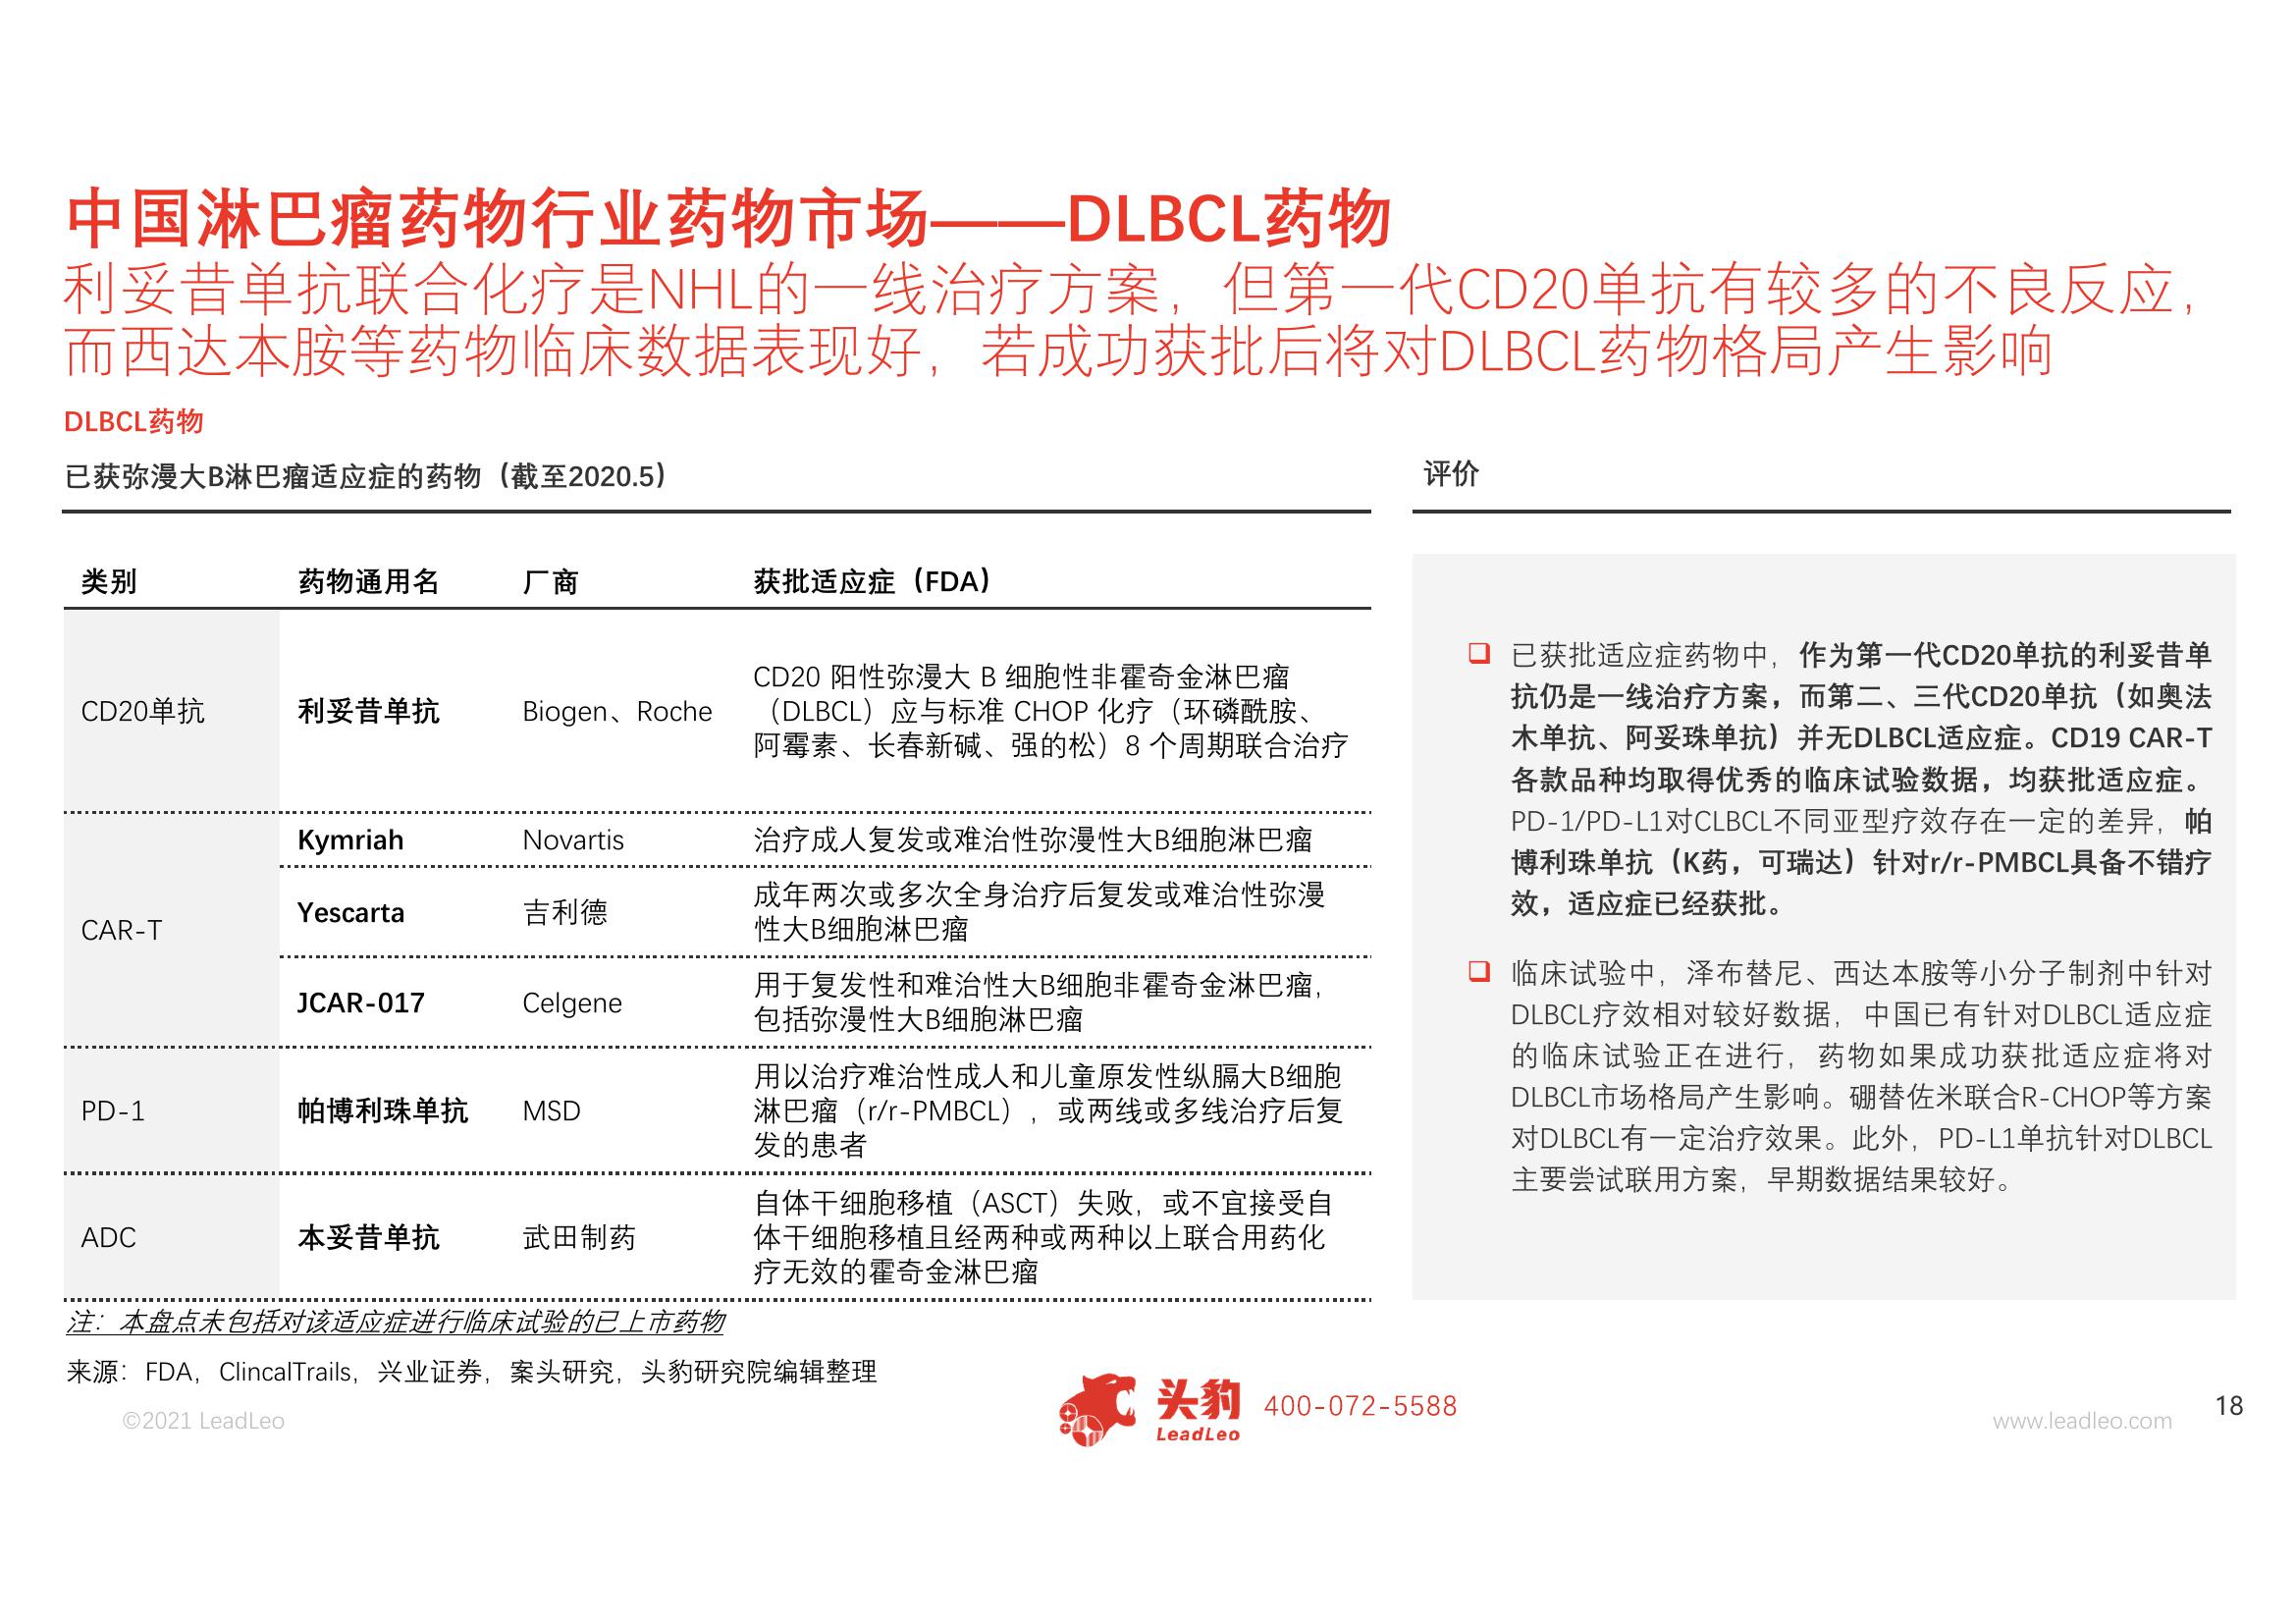 中国淋巴瘤药物行业药物市场——DLBCL药物
利妥昔单抗联合化疗是NHL的一线治疗方案，但第一代CD20单抗有较多的不良反应，
而西达本胺等药物临床数据表现好，若成功获批后将对DLBCL药物格局产生影响
DLBCL药物
已获弥漫大B淋巴瘤适应症的药物（截至2020.5）
类别 药物通用名 厂商 获批适应症（FDA）
CD20单抗 利妥昔单抗 Biogen、Roche
CD20 阳性弥漫大 B 细胞性非霍奇金淋巴瘤
（DLBCL）应与标准 CHOP 化疗（环磷酰胺、
阿霉素、长春新碱、强的松）8 个周期联合治疗
CAR-T
Kymriah Novartis 治疗成人复发或难治性弥漫性大B细胞淋巴瘤
Yescarta 吉利德
成年两次或多次全身治疗后复发或难治性弥漫
性大B细胞淋巴瘤
JCAR-017 Celgene
用于复发性和难治性大B细胞非霍奇金淋巴瘤，
包括弥漫性大B细胞淋巴瘤
PD-1 帕博利珠单抗 MSD
用以治疗难治性成人和儿童原发性纵膈大B细胞
淋巴瘤（r/r-PMBCL），或两线或多线治疗后复
发的患者
ADC 本妥昔单抗 武田制药
自体干细胞移植（ASCT）失败，或不宜接受自
体干细胞移植且经两种或两种以上联合用药化
疗无效的霍奇金淋巴瘤
注：本盘点未包括对该适应症进行临床试验的已上市药物
来源：FDA，ClincalTrails，兴业证券，案头研究，头豹研究院编辑整理
评价
❑ 已获批适应症药物中，作为第一代CD20单抗的利妥昔单
抗仍是一线治疗方案，而第二、三代CD20单抗（如奥法
木单抗、阿妥珠单抗）并无DLBCL适应症。CD19 CAR-T
各款品种均取得优秀的临床试验数据，均获批适应症。
PD-1/PD-L1对CLBCL不同亚型疗效存在一定的差异，帕
博利珠单抗（K药，可瑞达）针对r/r-PMBCL具备不错疗
效，适应症已经获批。
❑ 临床试验中，泽布替尼、西达本胺等小分子制剂中针对
DLBCL疗效相对较好数据，中国已有针对DLBCL适应症
的临床试验正在进行，药物如果成功获批适应症将对
DLBCL市场格局产生影响。硼替佐米联合R-CHOP等方案
对DLBCL有一定治疗效果。此外，PD-L1单抗针对DLBCL
主要尝试联用方案，早期数据结果较好。
©2021 LeadLeo
头豹
LeadLeo
400-072-5588
www.leadleo.com
18